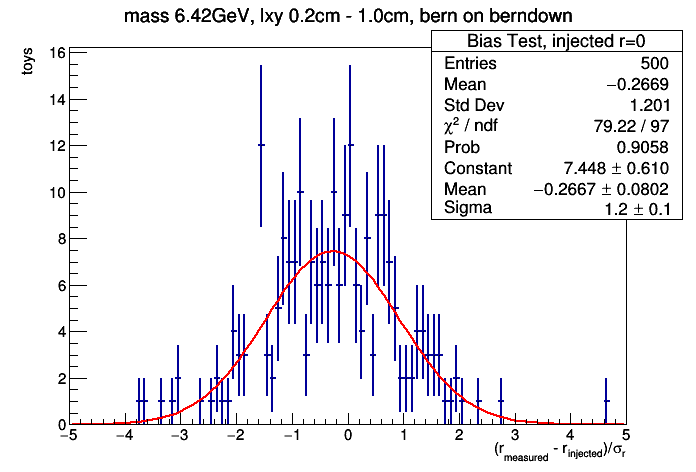 mass 6.42GeV, lxy 0.2cm - 1.0cm, bern on berndown
Bias Test, injected r=0
Entries 500
Mean −0.2669
Std Dev 1.201
χ² / ndf 79.22 / 97
Prob 0.9058
Constant 7.448 ± 0.610
Mean −0.2667 ± 0.0802
Sigma 1.2 ± 0.1
toys
16
14
12
10
8
6
4
2
0
−5 −4 −3 −2 −1 0 1 2 3 4 5
(r_measured - r_injected)/σ_r